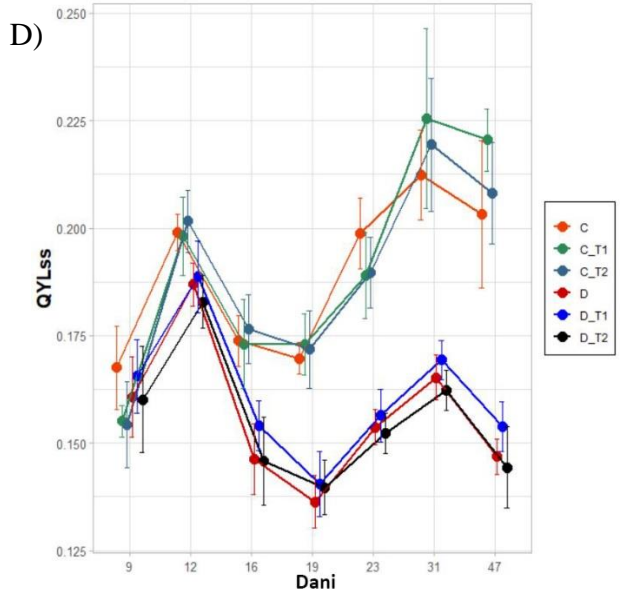 D)
0.250
0.225
0.200
0.175
0.150
0.125
QYLss
9 12 16 19 23 31 47
Dani
C
C_T1
C_T2
D
D_T1
D_T2